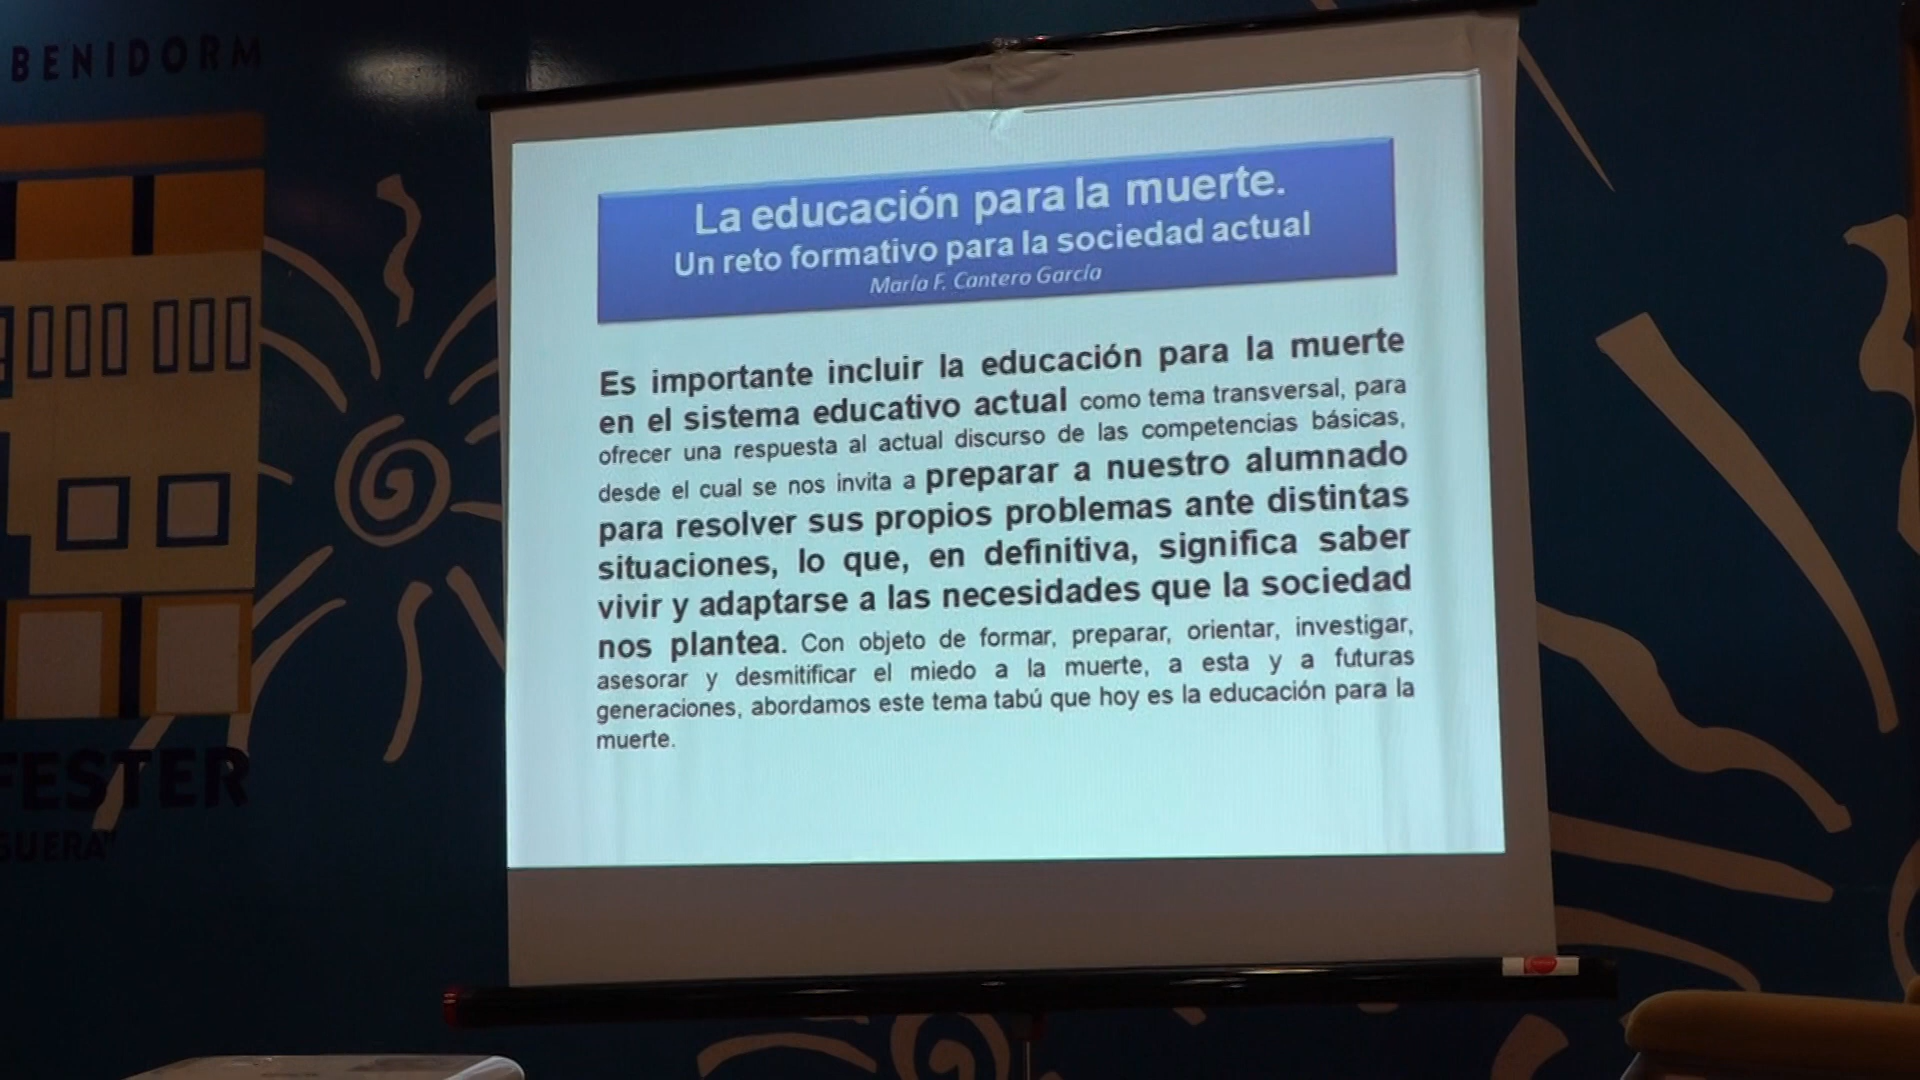 BENIDORM
La educación para la muerte.
Un reto formativo para la sociedad actual
María F. Cantero García
Es importante incluir la educación para la muerte
en el sistema educativo actual como tema transversal, para
ofrecer una respuesta al actual discurso de las competencias básicas,
desde el cual se nos invita a preparar a nuestro alumnado
para resolver sus propios problemas ante distintas
situaciones, lo que, en definitiva, significa saber
vivir y adaptarse a las necesidades que la sociedad
nos plantea. Con objeto de formar, preparar, orientar, investigar,
asesorar y desmitificar el miedo a la muerte, a esta y a futuras
generaciones, abordamos este tema tabú que hoy es la educación para la
muerte.
FESTER
GUERA"